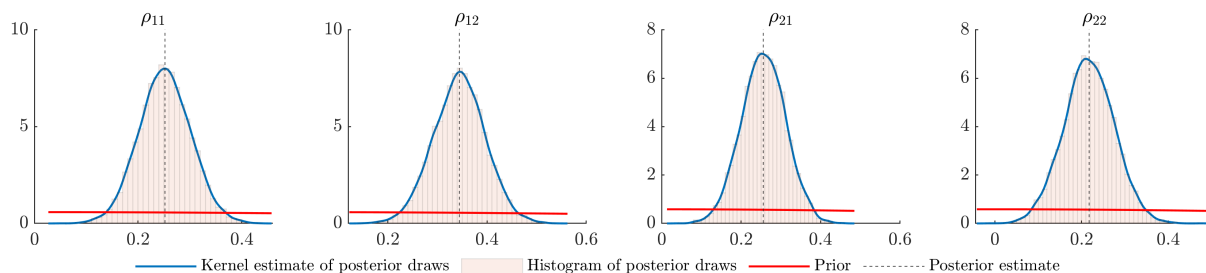 ρ11 ρ12 ρ21 ρ22
10 10 8 8
6 6
5 5 4 4
2 2
0 0 0 0
0 0.2 0.4 0.2 0.4 0.6 0 0.2 0.4 0.6 0 0.2 0.4
Kernel estimate of posterior draws Histogram of posterior draws Prior Posterior estimate